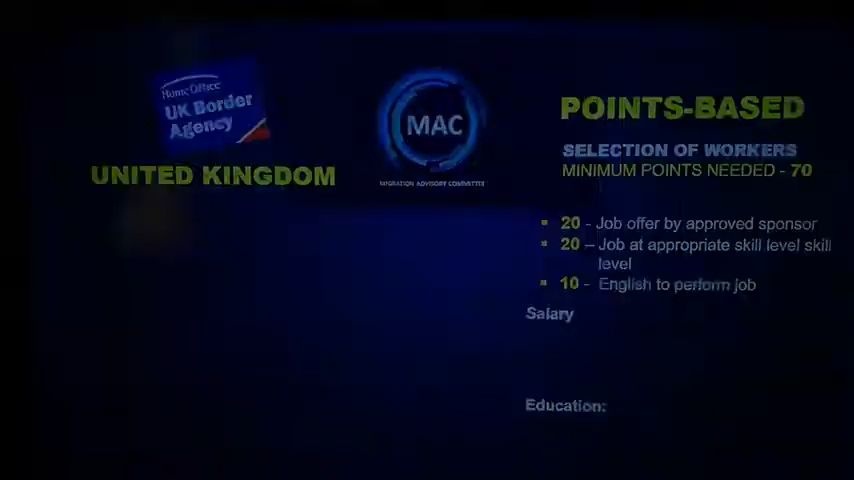 Home Office
UK Border
Agency
UNITED KINGDOM
MAC
MIGRATION ADVISORY COMMITTEE
POINTS-BASED
SELECTION OF WORKERS
MINIMUM POINTS NEEDED - 70
▪ 20 - Job offer by approved sponsor
▪ 20 – Job at appropriate skill level skill
level
▪ 10 - English to perform job
Salary
Education: